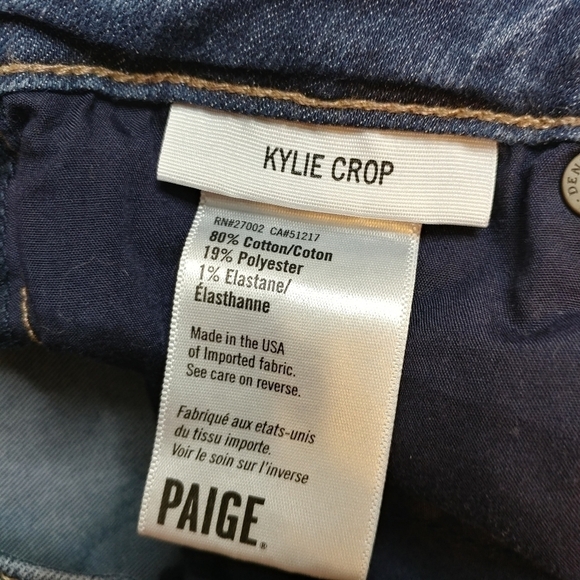 KYLIE CROP
RN#27002 CA#51217
80% Cotton/Coton
19% Polyester
1% Elastane/
Élasthanne
Made in the USA
of Imported fabric.
See care on reverse.
Fabriqué aux etats-unis
du tissu importe.
Voir le soin sur l'inverse
PAIGE®
DEN